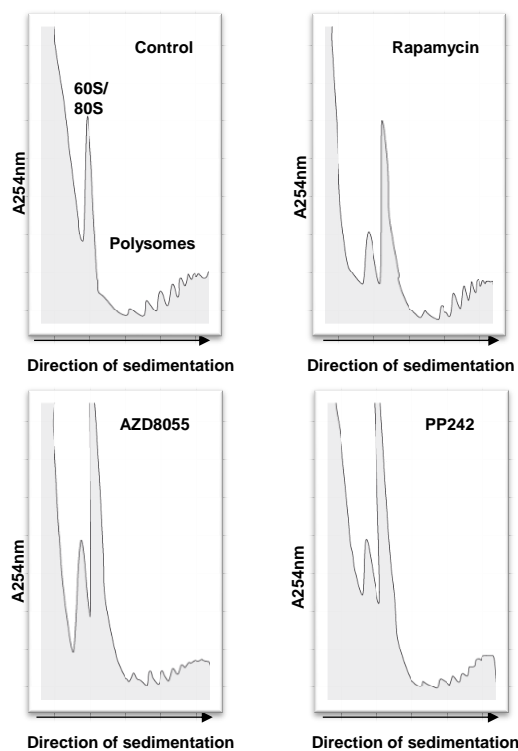 Control
60S/
80S
A254nm
Polysomes
Direction of sedimentation
Rapamycin
A254nm
Direction of sedimentation
AZD8055
A254nm
Direction of sedimentation
PP242
A254nm
Direction of sedimentation